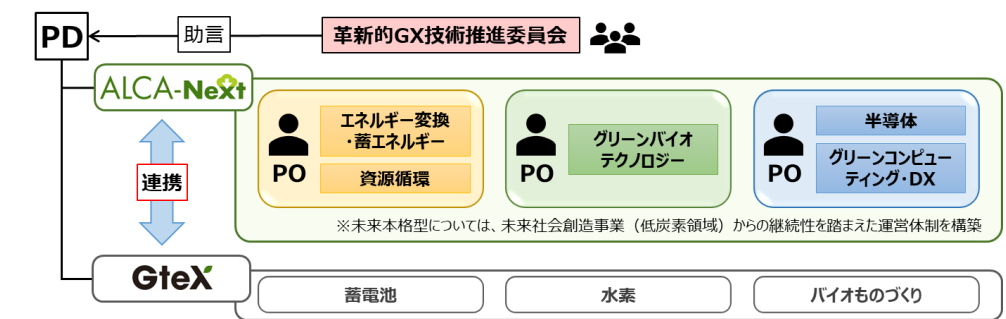 PD
助言
革新的GX技術推進委員会
ALCA-Next
PO
エネルギー変換
・蓄エネルギー
資源循環
PO
グリーンバイオ
テクノロジー
PO
半導体
グリーンコンピュー
ティング・DX
連携
※未来本格型については、未来社会創造事業（低炭素領域）からの継続性を踏まえた運営体制を構築
GteX
蓄電池
水素
バイオものづくり